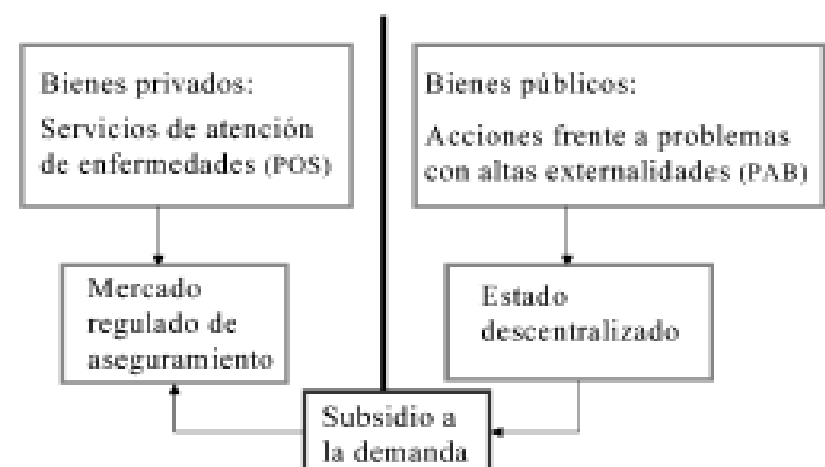 Bienes privados:
Servicios de atención
de enfermedades (POS)
Bienes públicos:
Acciones frente a problemas
con altas externalidades (PAB)
Mercado
regulado de
aseguramiento
Estado
descentralizado
Subsidio a
la demanda